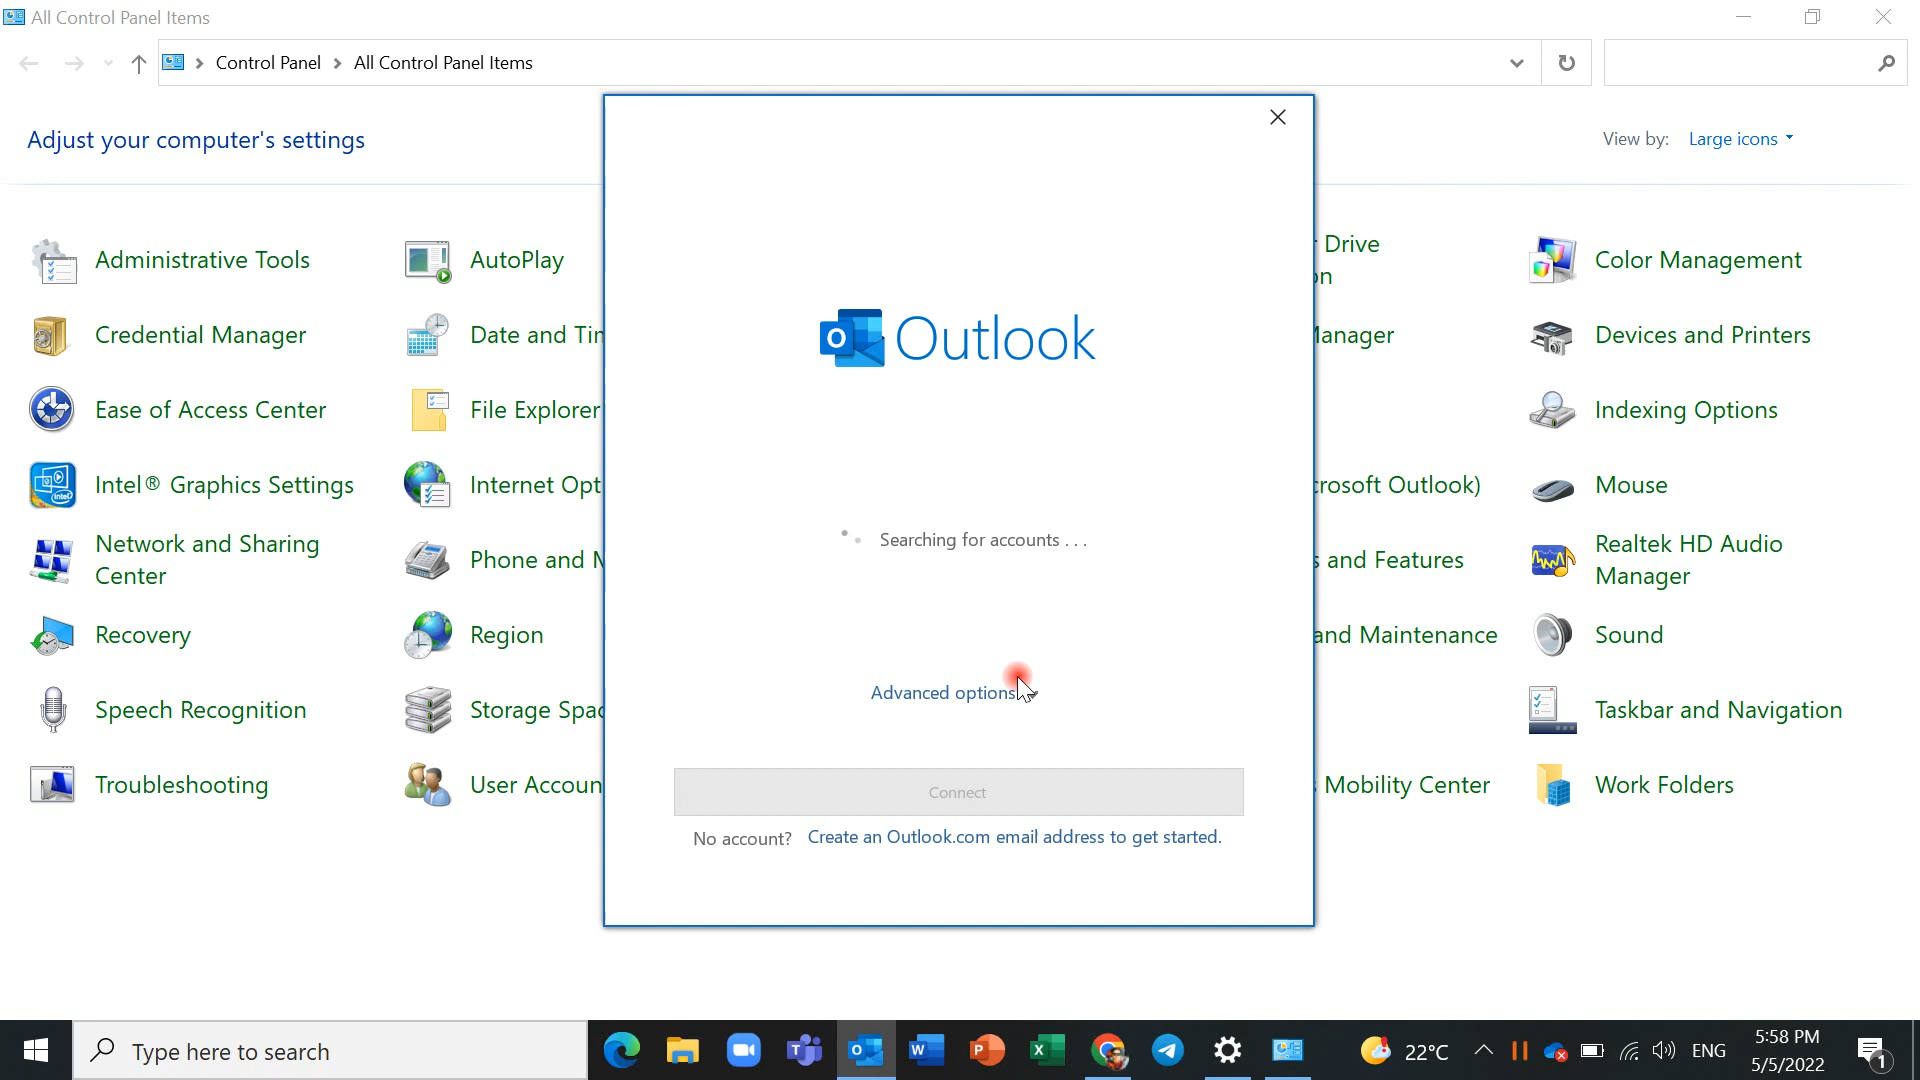 All Control Panel Items
Control Panel > All Control Panel Items
Adjust your computer's settings
View by: Large icons
Administrative Tools
AutoPlay
Drive
on
Color Management
Credential Manager
Date and Tim
Manager
Devices and Printers
Ease of Access Center
File Explorer
Indexing Options
Intel® Graphics Settings
Internet Opt
crosoft Outlook)
Mouse
Network and Sharing
Center
Phone and M
s and Features
Realtek HD Audio
Manager
Recovery
Region
and Maintenance
Sound
Speech Recognition
Storage Spac
Taskbar and Navigation
Troubleshooting
User Accoun
Mobility Center
Work Folders
Outlook
Searching for accounts . . .
Advanced options
Connect
No account? Create an Outlook.com email address to get started.
Type here to search
22°C
ENG
5:58 PM
5/5/2022
1